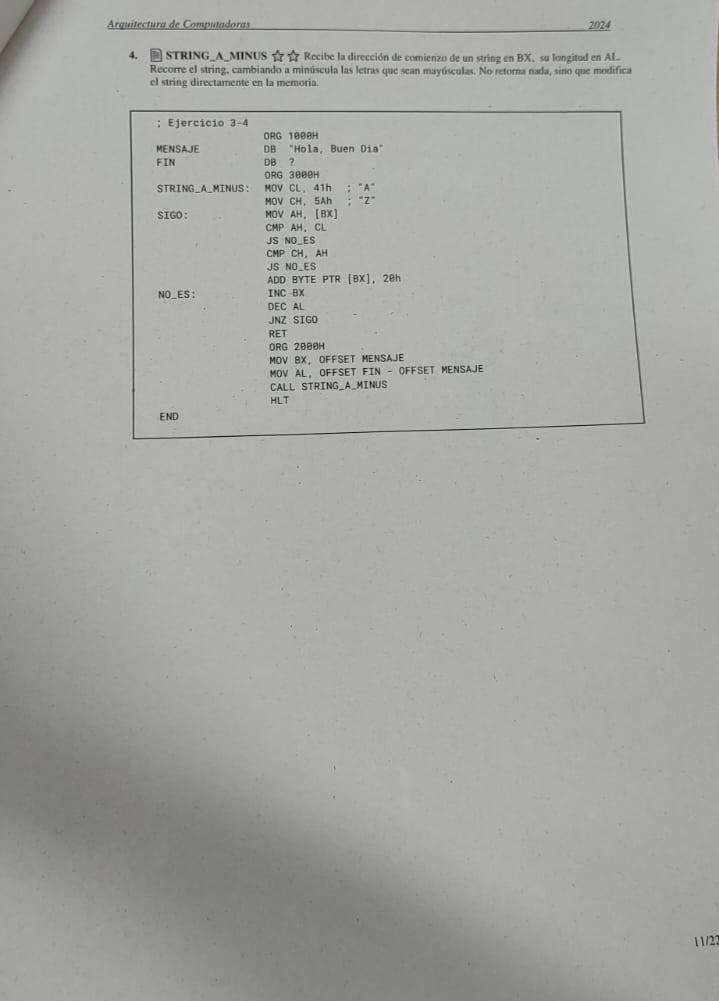 Arquitectura de Computadoras 2024
4. STRING_A_MINUS ☆☆ Recibe la dirección de comienzo de un string en BX, su longitud en AL.
Recorre el string, cambiando a minúscula las letras que sean mayúsculas. No retorna nada, sino que modifica
el string directamente en la memoria.
; Ejercicio 3-4
ORG 1000H
MENSAJE DB "Hola, Buen Dia"
FIN DB ?
ORG 3000H
STRING_A_MINUS: MOV CL, 41h ; "A"
MOV CH, 5Ah ; "Z"
SIGO: MOV AH, [BX]
CMP AH, CL
JS NO_ES
CMP CH, AH
JS NO_ES
ADD BYTE PTR [BX], 20h
NO_ES: INC BX
DEC AL
JNZ SIGO
RET
ORG 2000H
MOV BX, OFFSET MENSAJE
MOV AL, OFFSET FIN - OFFSET MENSAJE
CALL STRING_A_MINUS
HLT
END
11/22